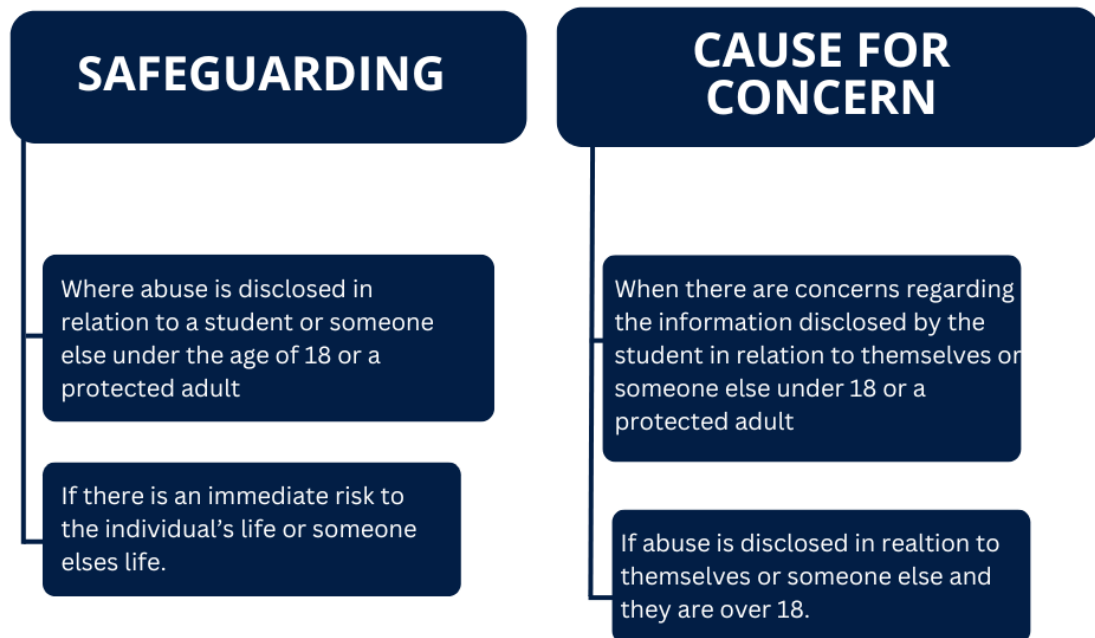 SAFEGUARDING
Where abuse is disclosed in
relation to a student or someone
else under the age of 18 or a
protected adult
If there is an immediate risk to
the individual’s life or someone
elses life.
CAUSE FOR
CONCERN
When there are concerns regarding
the information disclosed by the
student in relation to themselves or
someone else under 18 or a
protected adult
If abuse is disclosed in realtion to
themselves or someone else and
they are over 18.